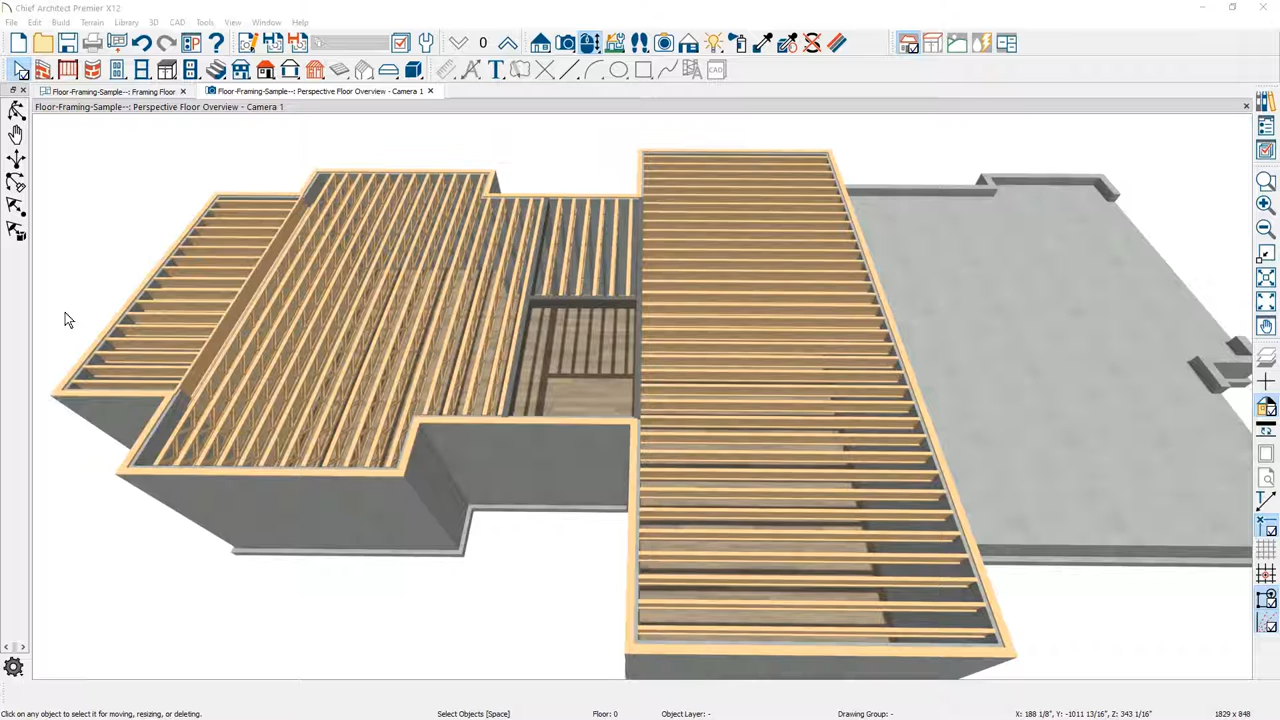 Chief Architect Premier X12
File Edit Build Terrain Library 3D CAD Tools View Window Help
0
CAD
Floor-Framing-Sample--: Framing Floor
Floor-Framing-Sample--: Perspective Floor Overview - Camera 1
Floor-Framing-Sample--: Perspective Floor Overview - Camera 1
Click on any object to select it for moving, resizing, or deleting.
Select Objects [Space]
Floor: 0
Object Layer: -
Drawing Group: -
X: 188 1/8", Y: -1011 13/16", Z: 343 1/16"
1829 x 848